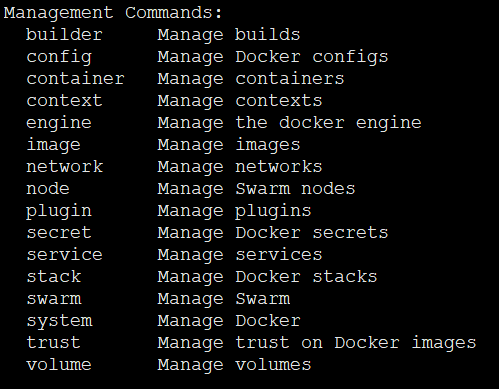 Management Commands:
  builder     Manage builds
  config      Manage Docker configs
  container   Manage containers
  context     Manage contexts
  engine      Manage the docker engine
  image       Manage images
  network     Manage networks
  node        Manage Swarm nodes
  plugin      Manage plugins
  secret      Manage Docker secrets
  service     Manage services
  stack       Manage Docker stacks
  swarm       Manage Swarm
  system      Manage Docker
  trust       Manage trust on Docker images
  volume      Manage volumes